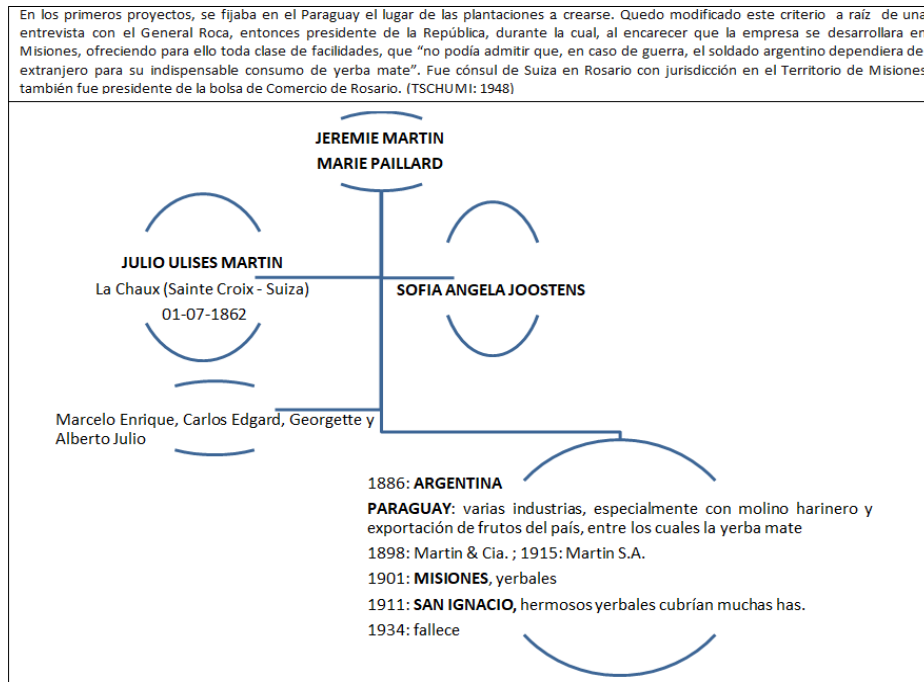 En los primeros proyectos, se fijaba en el Paraguay el lugar de las plantaciones a crearse. Quedo modificado este criterio a raíz de una
entrevista con el General Roca, entonces presidente de la República, durante la cual, al encarecer que la empresa se desarrollara en
Misiones, ofreciendo para ello toda clase de facilidades, que “no podía admitir que, en caso de guerra, el soldado argentino dependiera de
extranjero para su indispensable consumo de yerba mate”. Fue cónsul de Suiza en Rosario con jurisdicción en el Territorio de Misiones
también fue presidente de la bolsa de Comercio de Rosario. (TSCHUMI: 1948)
JEREMIE MARTIN
MARIE PAILLARD
JULIO ULISES MARTIN
La Chaux (Sainte Croix - Suiza)
01-07-1862
SOFIA ANGELA JOOSTENS
Marcelo Enrique, Carlos Edgard, Georgette y
Alberto Julio
1886: ARGENTINA
PARAGUAY: varias industrias, especialmente con molino harinero y
exportación de frutos del país, entre los cuales la yerba mate
1898: Martin & Cia. ; 1915: Martin S.A.
1901: MISIONES, yerbales
1911: SAN IGNACIO, hermosos yerbales cubrían muchas has.
1934: fallece